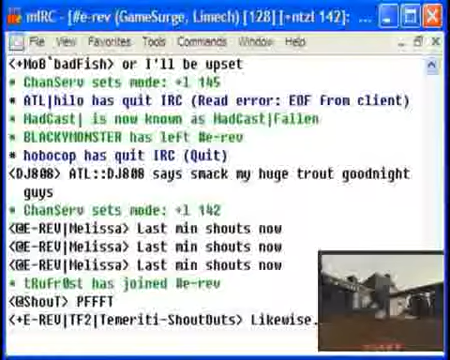 mIRC - [#e-rev (GameSurge, Limech) [128] [+ntzl 142]:
File View Favorites Tools Commands Window Help
<+MoB`badFish> or I'll be upset
* ChanServ sets mode: +l 145
* ATL|hilo has quit IRC (Read error: EOF from client)
* MadCast| is now known as MadCast|Fallen
* BLACKYMONSTER has left #e-rev
* hobocop has quit IRC (Quit)
<DJ808> ATL::DJ808 says smack my huge trout goodnight
guys
* ChanServ sets mode: +l 142
<@E-REV|Melissa> Last min shouts now
<@E-REV|Melissa> Last min shouts now
<@E-REV|Melissa> Last min shouts now
* tRuFr0st has joined #e-rev
<@ShouT> PFFFT
<+E-REV|TF2|Temeriti-ShoutOuts> Likewise.